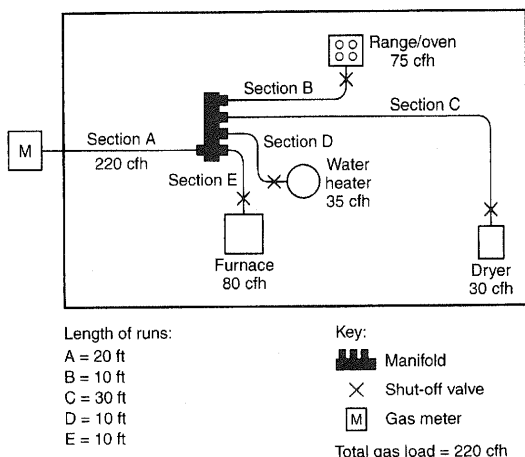 Range/oven
75 cfh
Section B
Section C
Section A
220 cfh
M
Section D
Section E
Water
heater
35 cfh
Furnace
80 cfh
Dryer
30 cfh
Length of runs:
A = 20 ft
B = 10 ft
C = 30 ft
D = 10 ft
E = 10 ft
Key:
Manifold
Shut-off valve
M Gas meter
Total gas load = 220 cfh